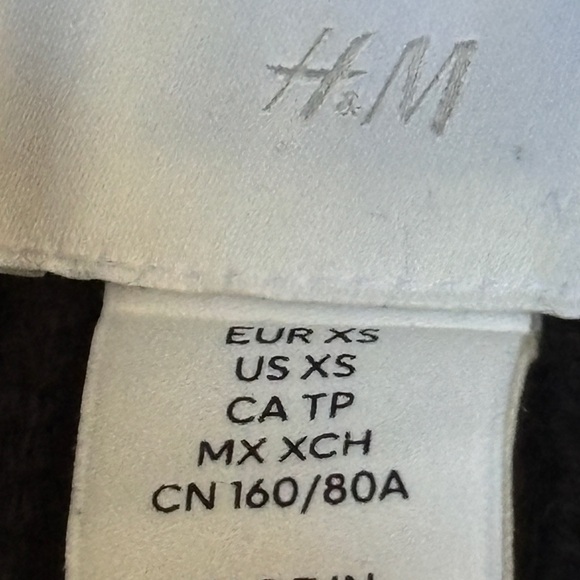 H&M
EUR XS
US XS
CA TP
MX XCH
CN 160/80A